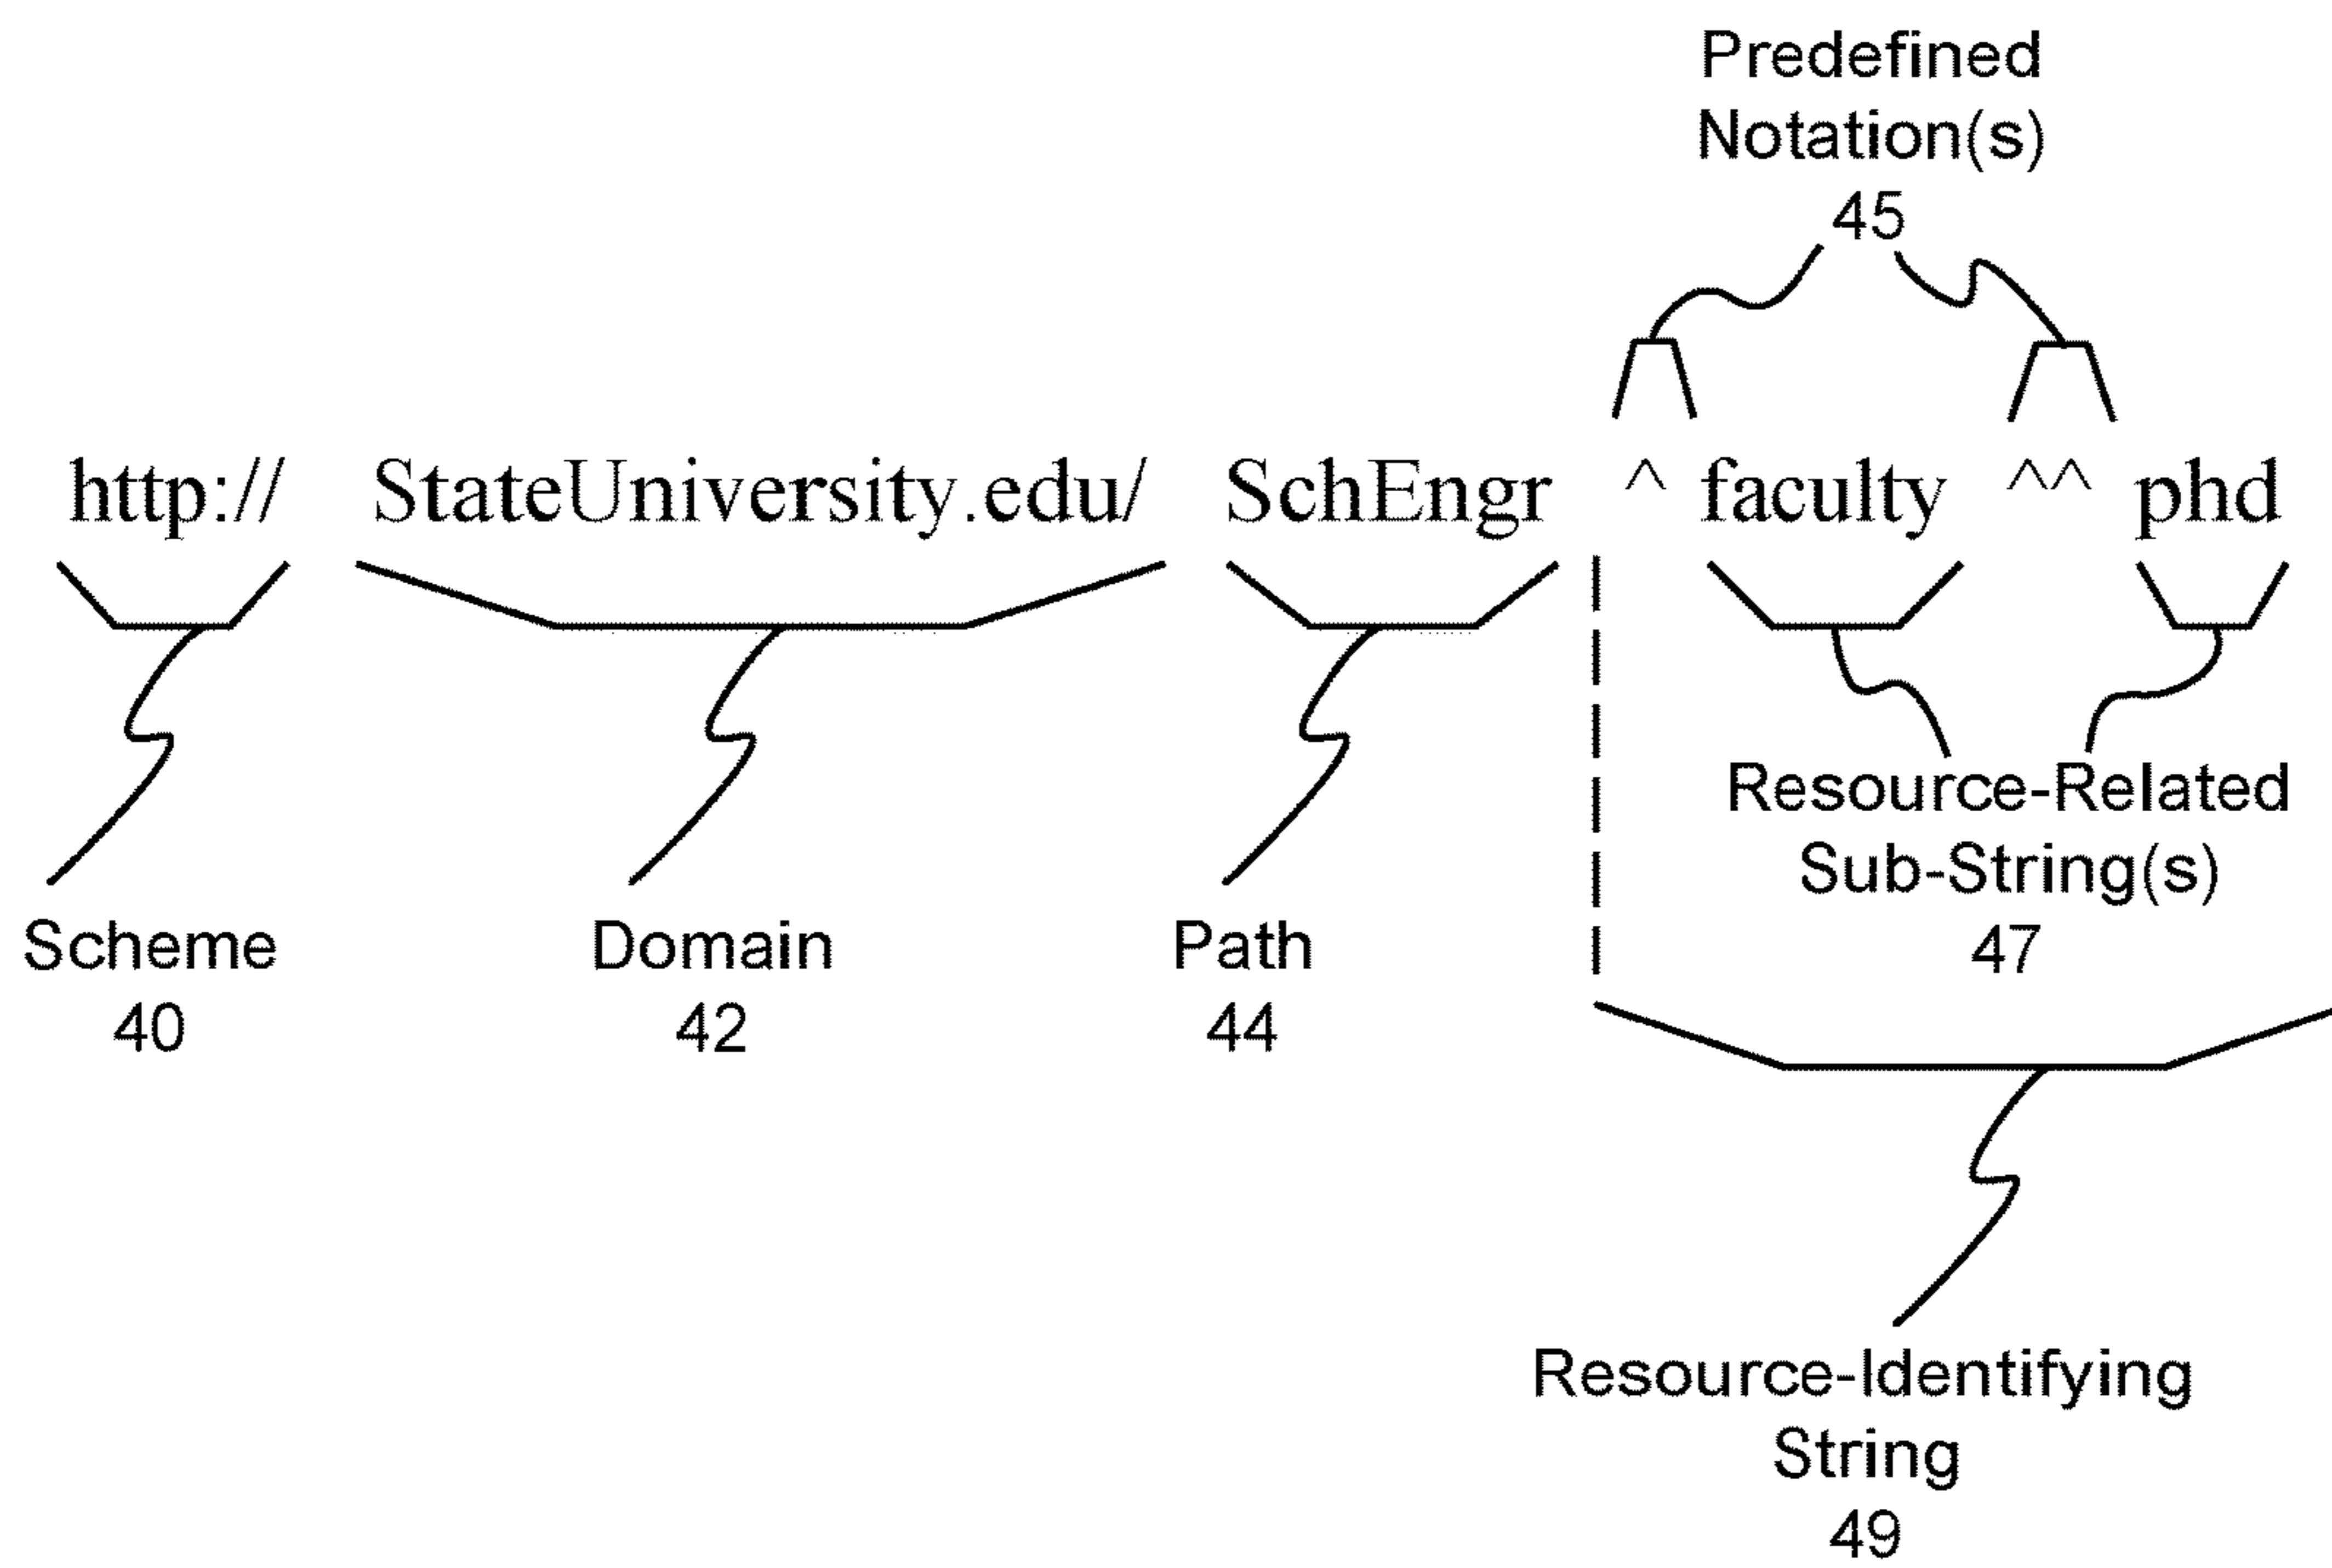 Predefined
Notation(s)
45
http:// StateUniversity.edu/ SchEngr ^ faculty ^^ phd
Resource-Related
Sub-String(s)
47
Scheme
40
Domain
42
Path
44
Resource-Identifying
String
49